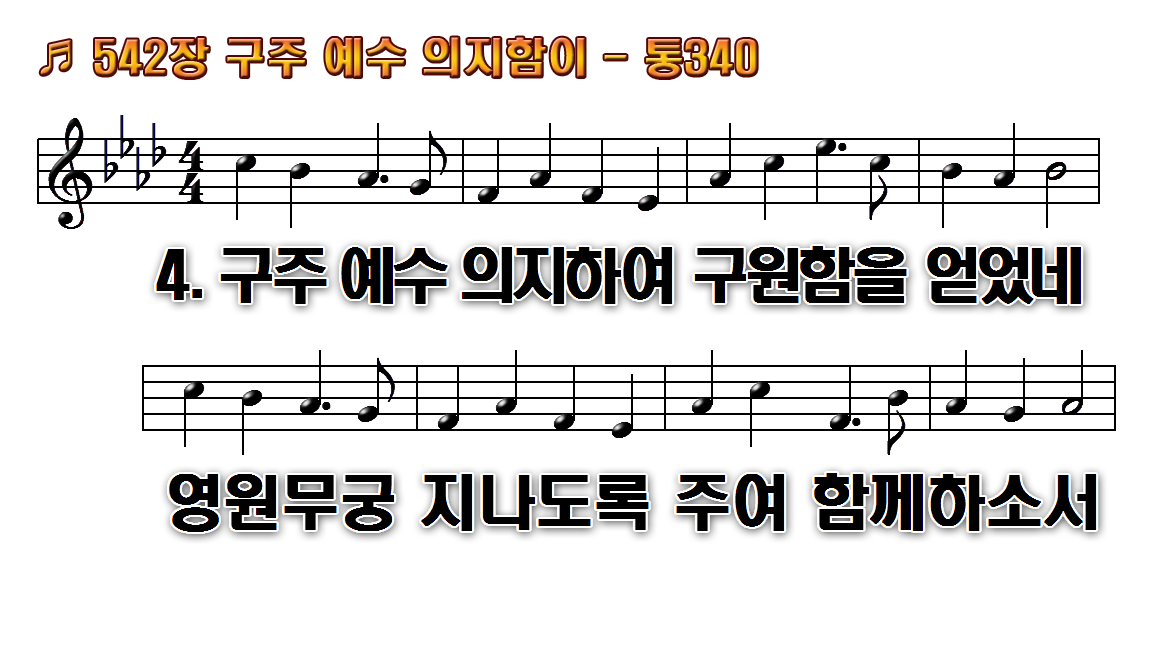 ♬ 542장 구주 예수 의지함이 - 통340
4. 구주 예수 의지하여 구원함을 얻었네
영원무궁 지나도록 주여 함께하소서